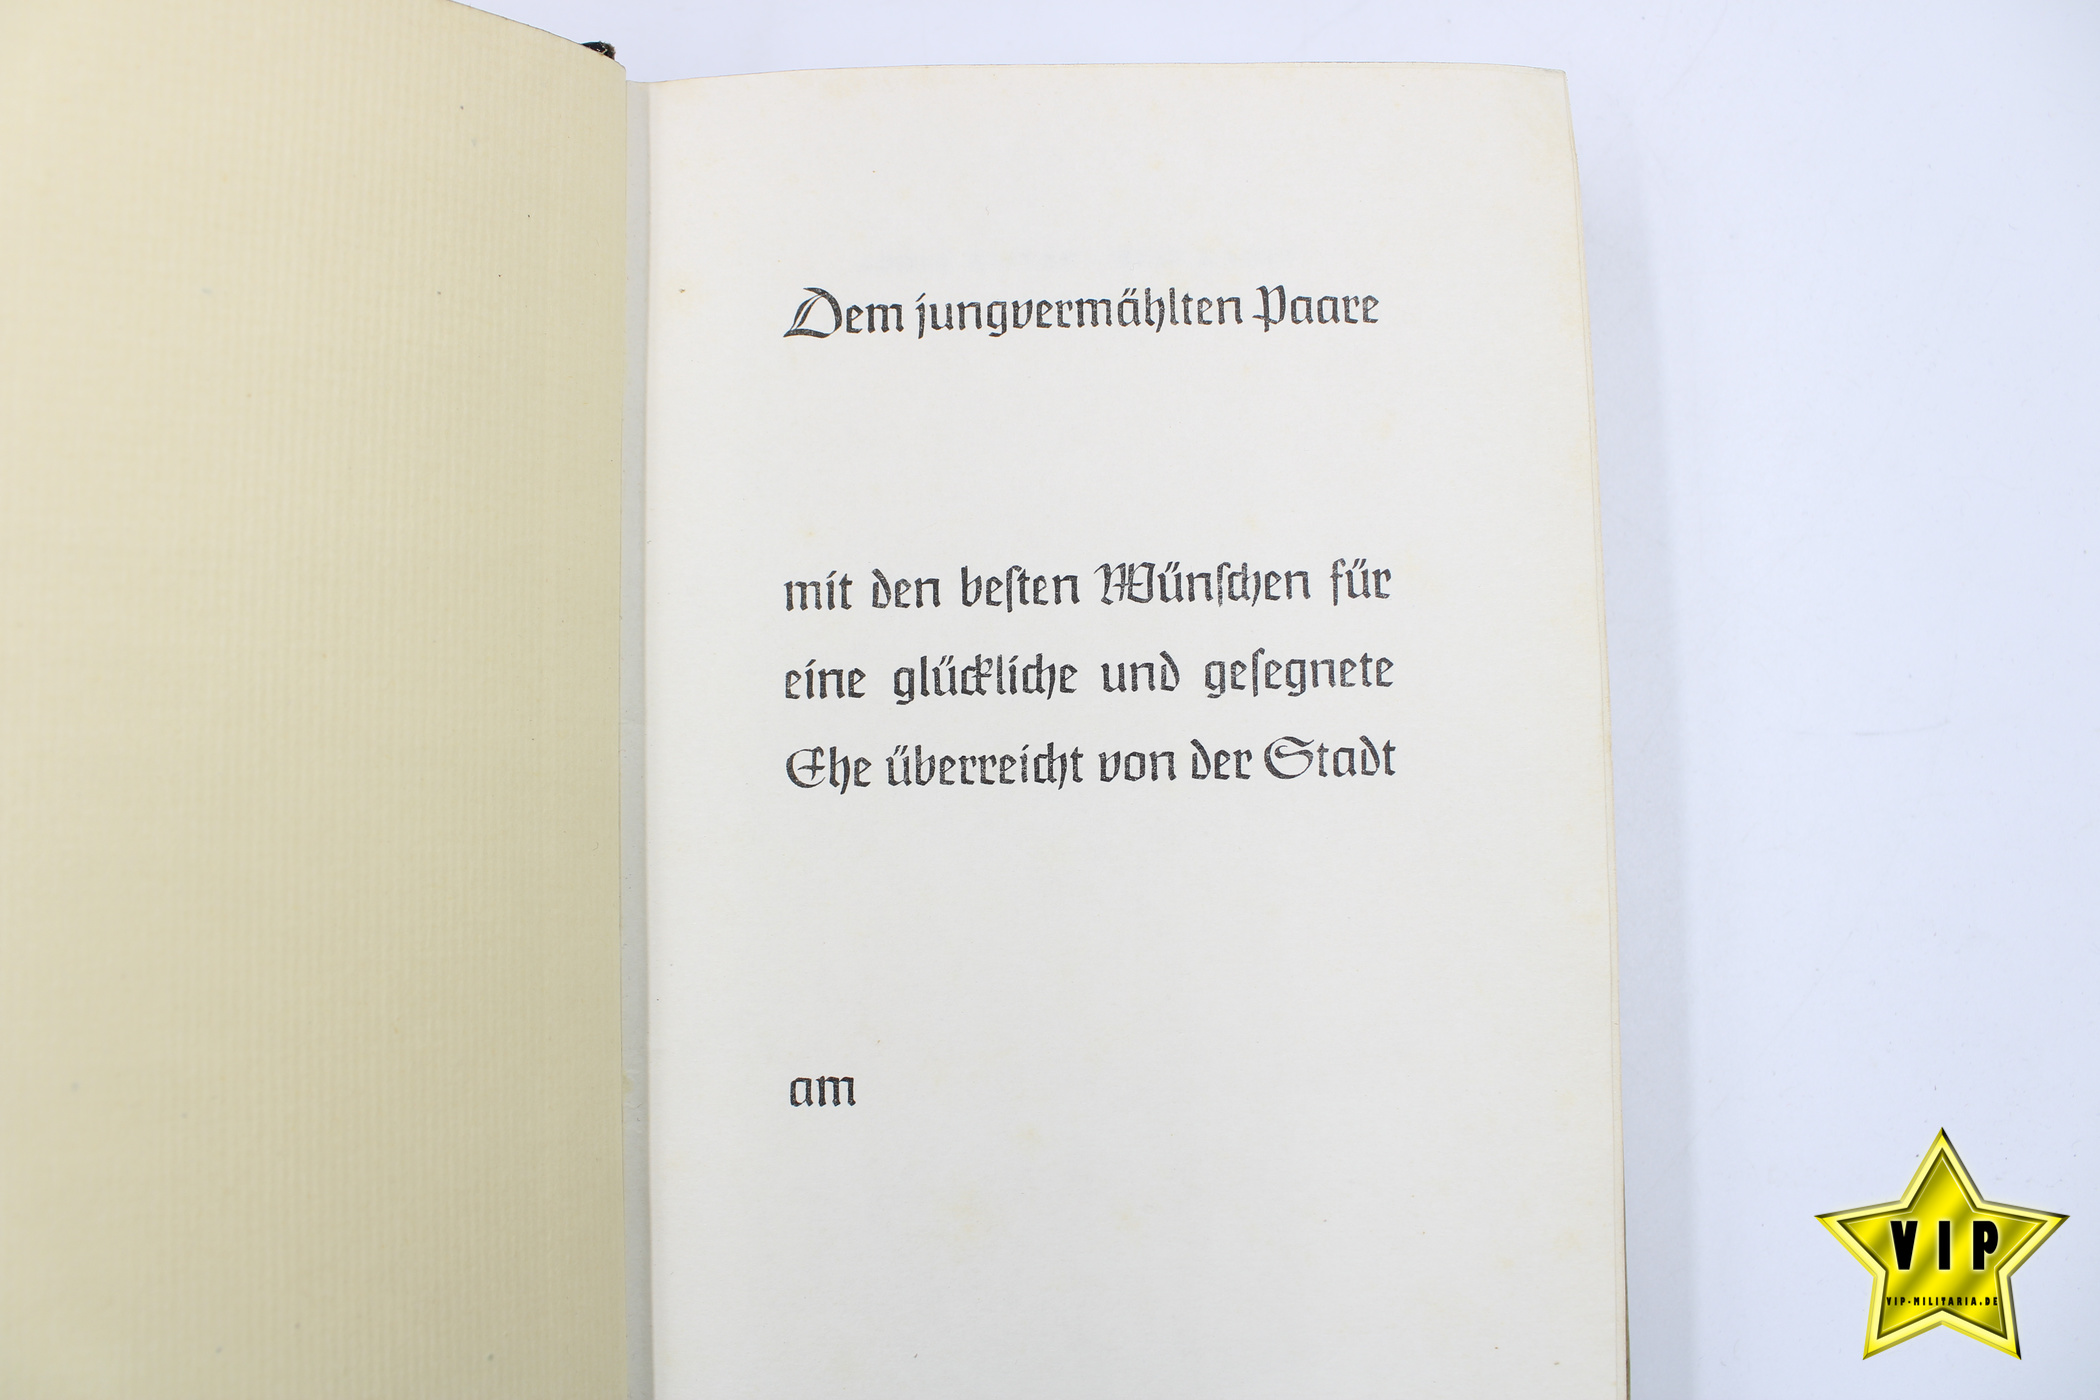 Dem jungvermählten Paare
mit den beſten Wünſchen für
eine glückliche und geſegnete
Ehe überreicht von der Stadt
am
VIP
VIP-MILITARIA.DE